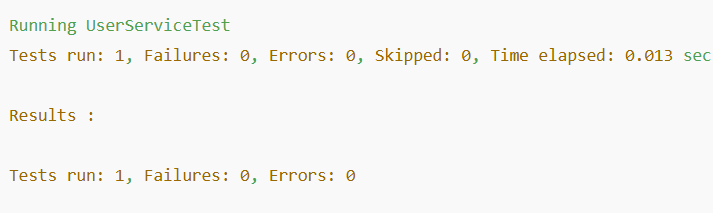 Running UserServiceTest
Tests run: 1, Failures: 0, Errors: 0, Skipped: 0, Time elapsed: 0.013 sec
Results :
Tests run: 1, Failures: 0, Errors: 0